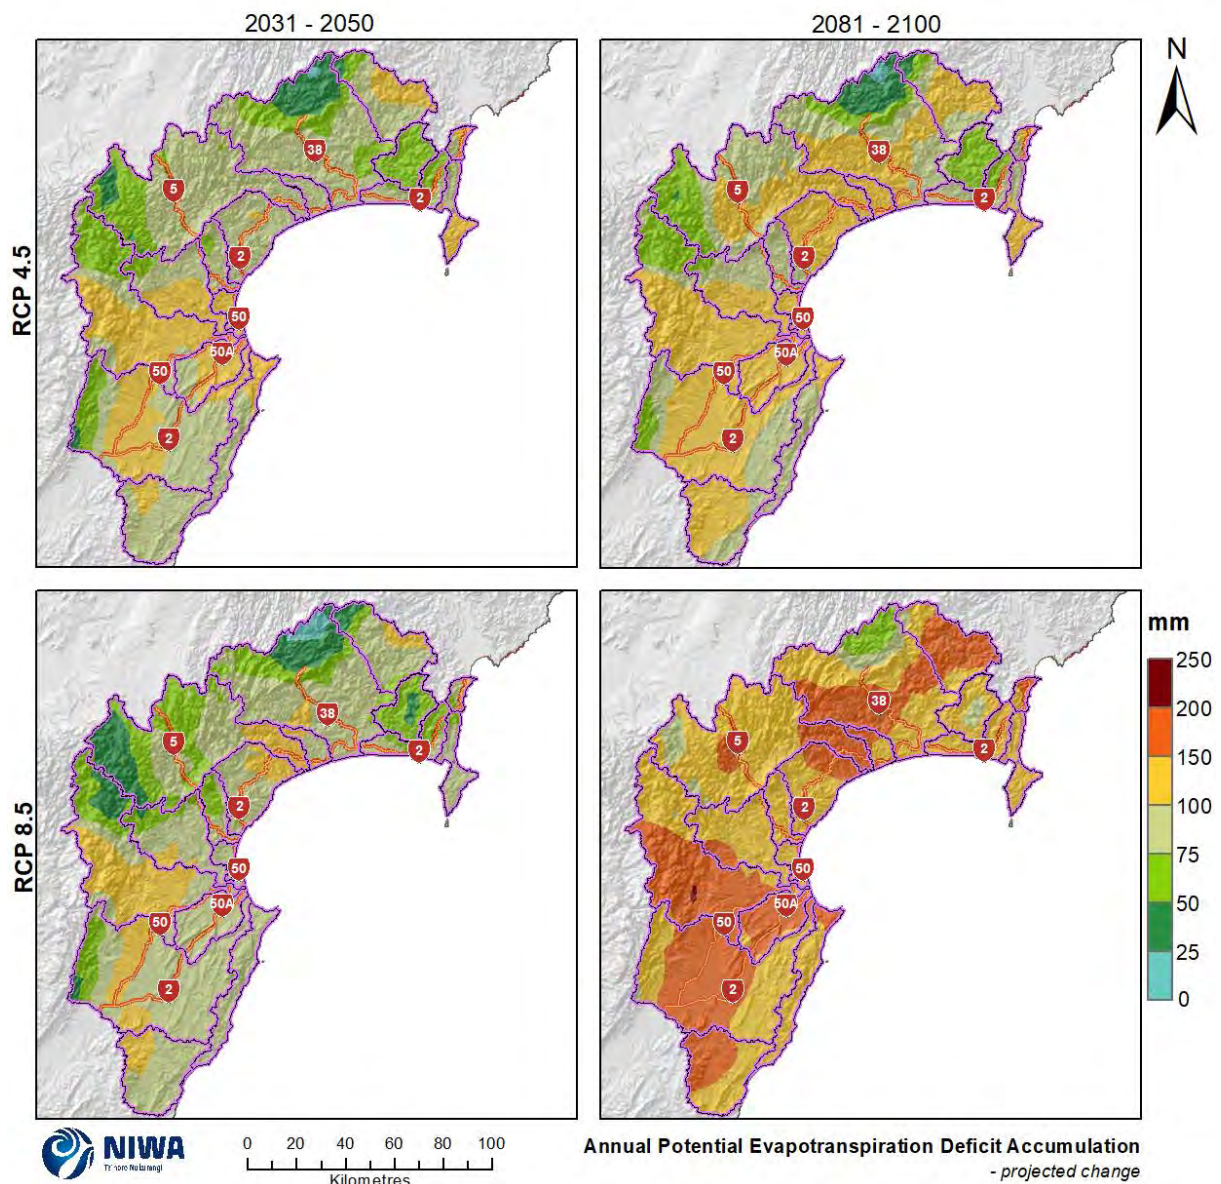 2031 - 2050
2081 - 2100
N
RCP 4.5
38
5
2
2
50
50A
50
2
38
5
2
2
50
50A
50
2
RCP 8.5
38
5
2
2
50
50A
50
2
38
5
2
2
50
50A
50
2
mm
250
200
150
100
75
50
25
0
NIWA
Taihoro Nukurangi
0 20 40 60 80 100
Kilometres
Annual Potential Evapotranspiration Deficit Accumulation
- projected change